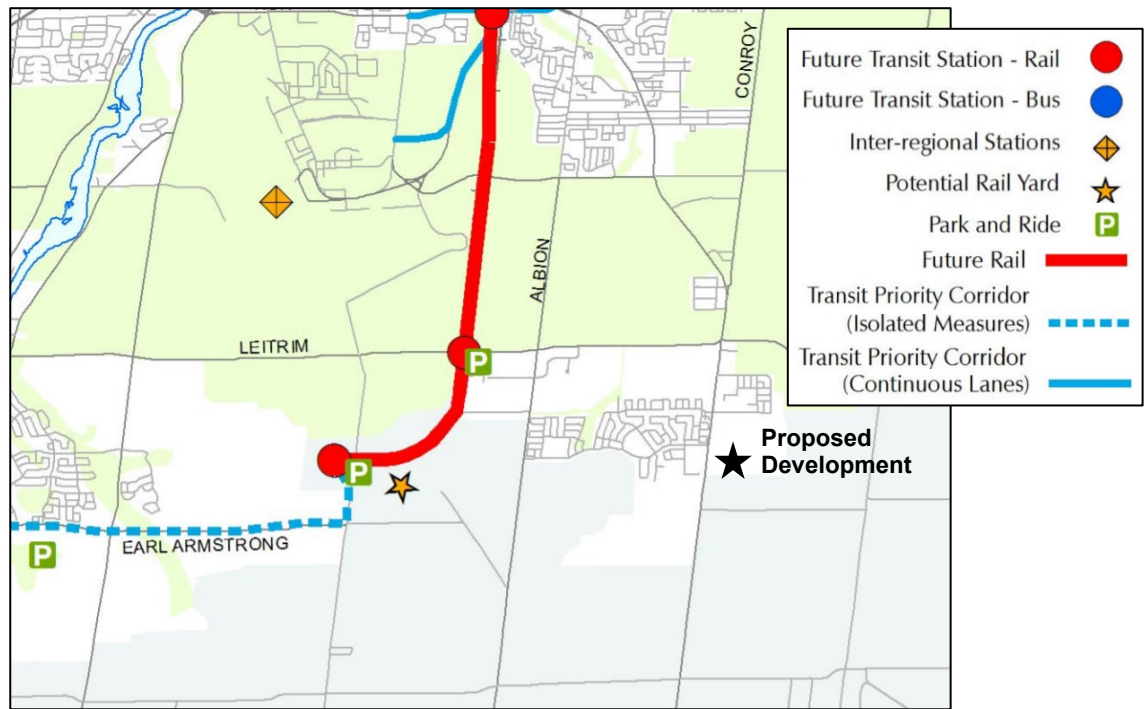 CONROY
ALBION
LEITRIM
EARL ARMSTRONG
P
P
P
Proposed
Development
Future Transit Station - Rail
Future Transit Station - Bus
Inter-regional Stations
Potential Rail Yard
Park and Ride
P
Future Rail
Transit Priority Corridor
(Isolated Measures)
Transit Priority Corridor
(Continuous Lanes)